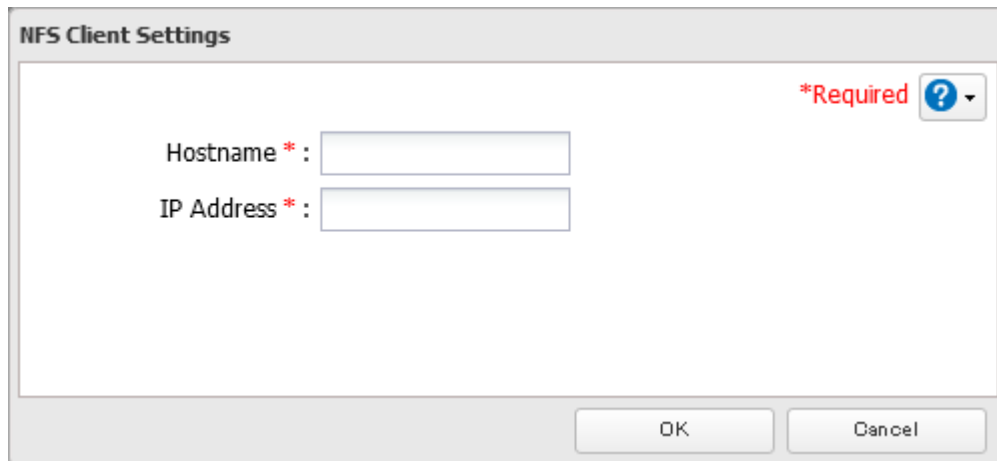 NFS Client Settings
*Required ?
Hostname * :
IP Address * :
OK Cancel